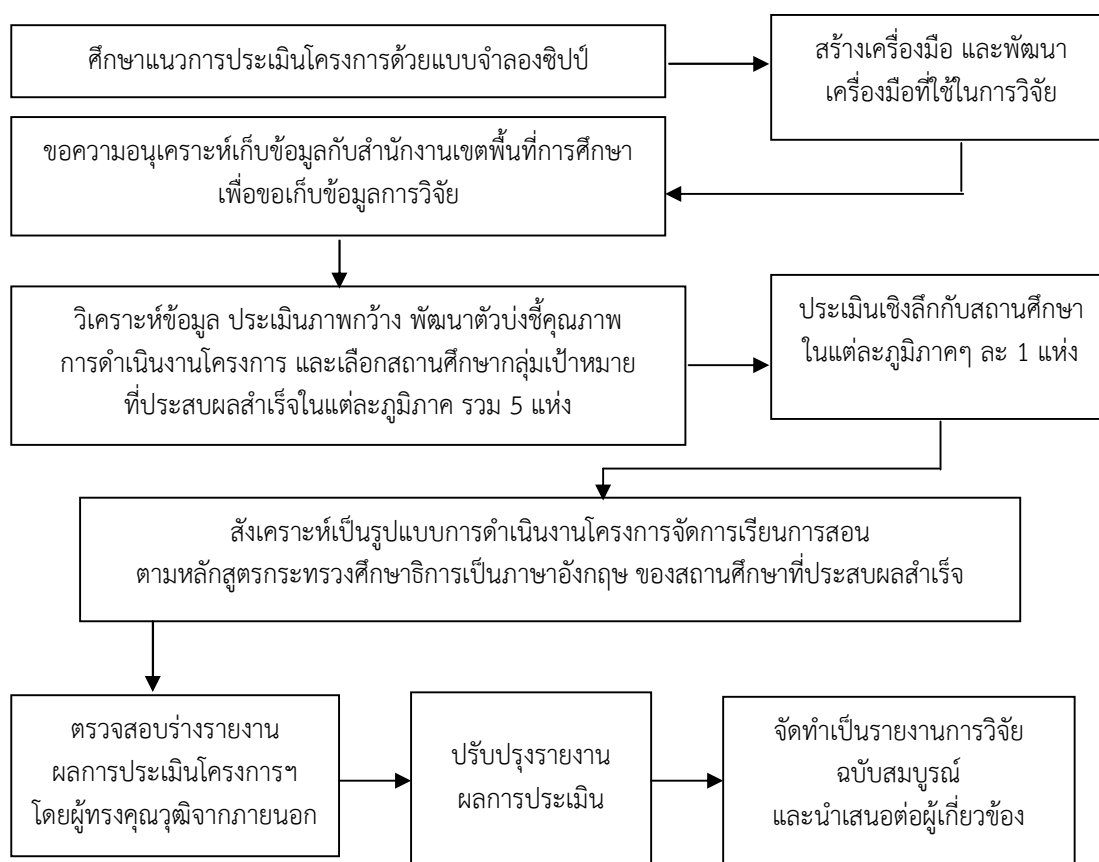 ศึกษาแนวการประเมินโครงการด้วยแบบจำลองซิปป์
สร้างเครื่องมือ และพัฒนา
เครื่องมือที่ใช้ในการวิจัย
ขอความอนุเคราะห์เก็บข้อมูลกับสำนักงานเขตพื้นที่การศึกษา
เพื่อขอเก็บข้อมูลการวิจัย
วิเคราะห์ข้อมูล ประเมินภาพกว้าง พัฒนาตัวบ่งชี้คุณภาพ
การดำเนินงานโครงการ และเลือกสถานศึกษากลุ่มเป้าหมาย
ที่ประสบผลสำเร็จในแต่ละภูมิภาค รวม 5 แห่ง
ประเมินเชิงลึกกับสถานศึกษา
ในแต่ละภูมิภาคๆ ละ 1 แห่ง
สังเคราะห์เป็นรูปแบบการดำเนินงานโครงการจัดการเรียนการสอน
ตามหลักสูตรกระทรวงศึกษาธิการเป็นภาษาอังกฤษ ของสถานศึกษาที่ประสบผลสำเร็จ
ตรวจสอบร่างรายงาน
ผลการประเมินโครงการฯ
โดยผู้ทรงคุณวุฒิจากภายนอก
ปรับปรุงรายงาน
ผลการประเมิน
จัดทำเป็นรายงานการวิจัย
ฉบับสมบูรณ์
และนำเสนอต่อผู้เกี่ยวข้อง